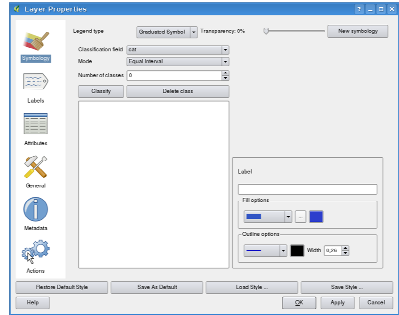 Layer Properties
Legend type Graduated Symbol Transparency: 0% New symbology
Classification field cat
Mode Equal Interval
Number of classes 0
Classify Delete class
Symbology
Labels
Attributes
General
Metadata
Actions
Label
Fill options
...
Outline options
Width 0,26
Restore Default Style Save As Default Load Style ... Save Style ...
Help OK Apply Cancel